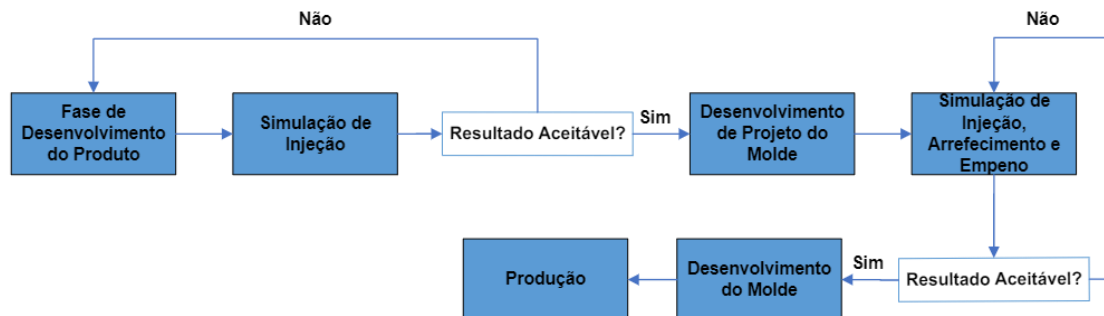 Não
Não
Fase de
Desenvolvimento
do Produto
Simulação de
Injeção
Resultado Aceitável?
Sim
Desenvolvimento
de Projeto do
Molde
Simulação de
Injeção,
Arrefecimento e
Empeno
Produção
Desenvolvimento
do Molde
Sim
Resultado Aceitável?